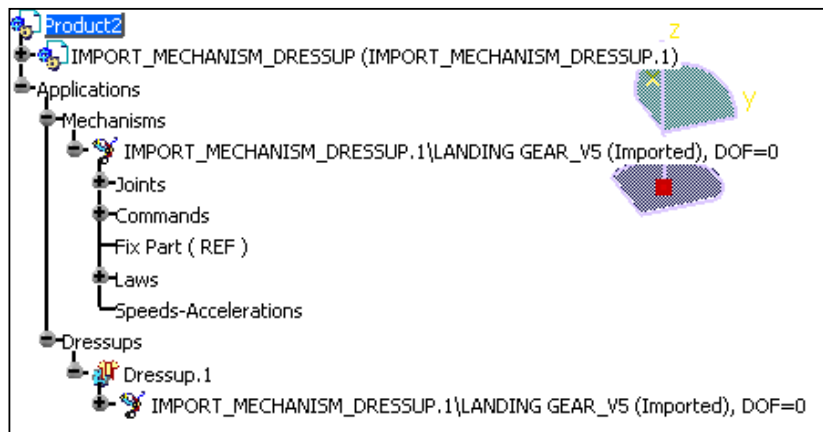 Product2
IMPORT_MECHANISM_DRESSUP (IMPORT_MECHANISM_DRESSUP.1)
z
x
y
Applications
Mechanisms
IMPORT_MECHANISM_DRESSUP.1\LANDING GEAR_V5 (Imported), DOF=0
Joints
Commands
Fix Part ( REF )
Laws
Speeds-Accelerations
Dressups
Dressup.1
IMPORT_MECHANISM_DRESSUP.1\LANDING GEAR_V5 (Imported), DOF=0